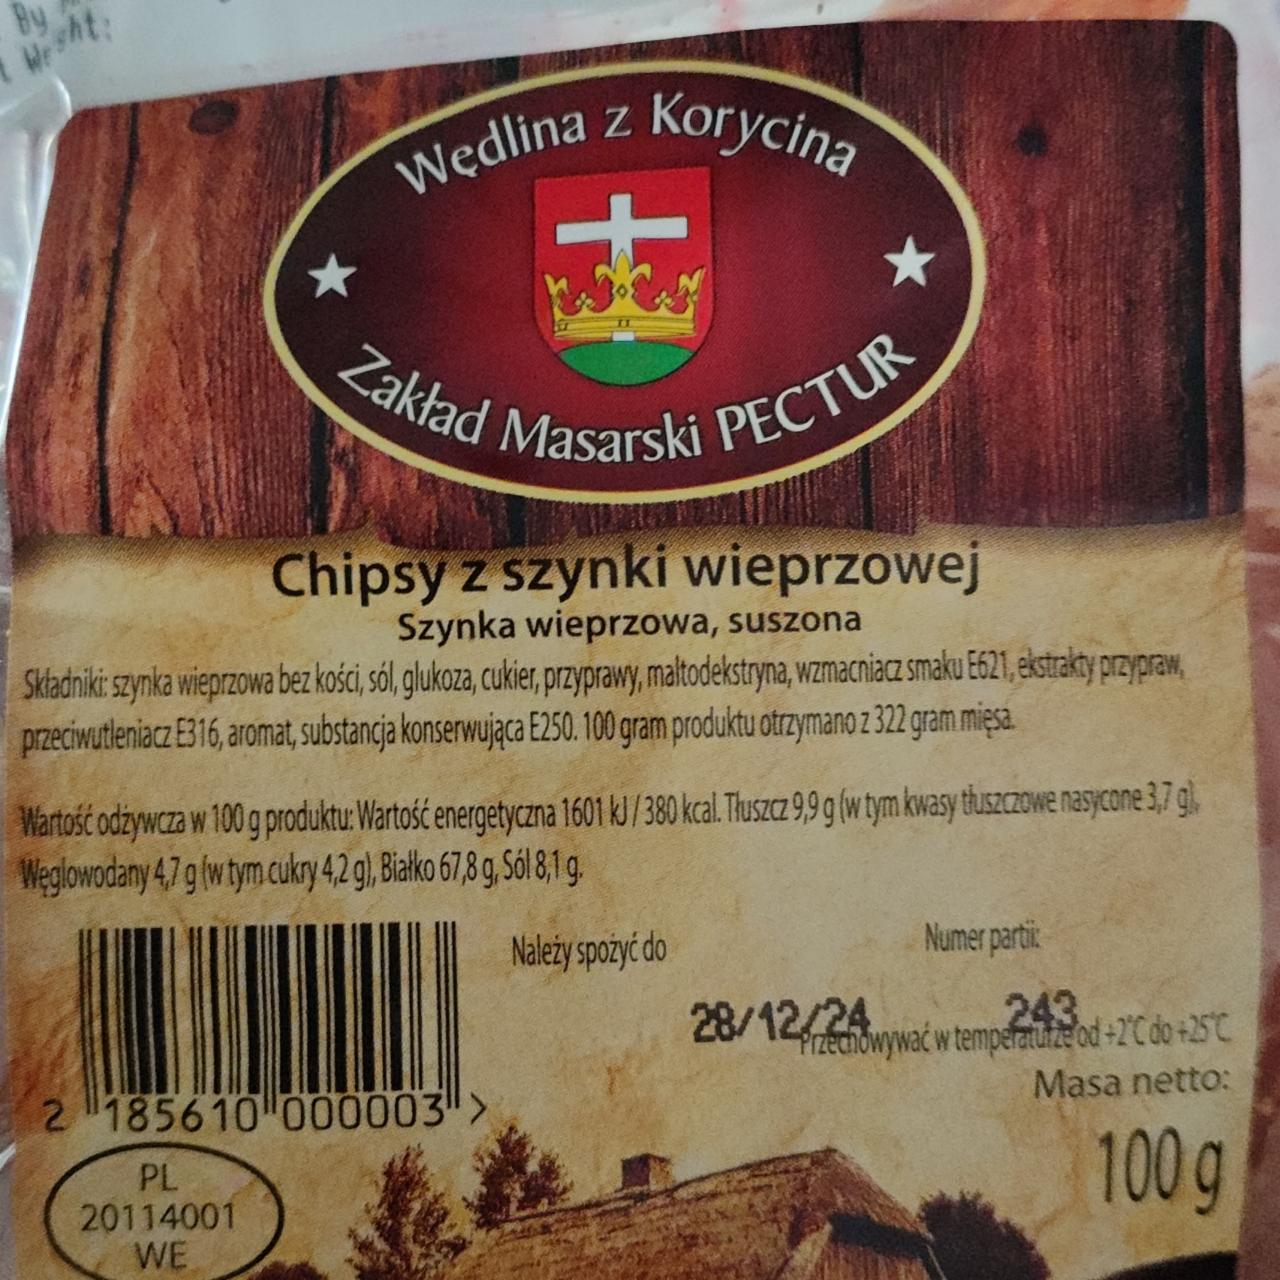 By
Wędlina z Korycina
Zakład Masarski PECTUR
Chipsy z szynki wieprzowej
Szynka wieprzowa, suszona
Składniki: szynka wieprzowa bez kości, sól, glukoza, cukier, przyprawy, maltodekstryna, wzmacniacz smaku E621, ekstrakty przypraw,
przeciwutleniacz E316, aromat, substancja konserwująca E250. 100 gram produktu otrzymano z 322 gram mięsa.
Wartość odżywcza w 100 g produktu: Wartość energetyczna 1601 kJ / 380 kcal. Tłuszcz 9,9 g (w tym kwasy tłuszczowe nasycone 3,7 g),
Węglowodany 4,7 g (w tym cukry 4,2 g), Białko 67,8 g, Sól 8,1 g.
Należy spożyć do
Numer partii:
28/12/24
243
Przechowywać w temperaturze od +2°C do +25°C
Masa netto:
100 g
2 185610 000003 >
PL
20114001
WE